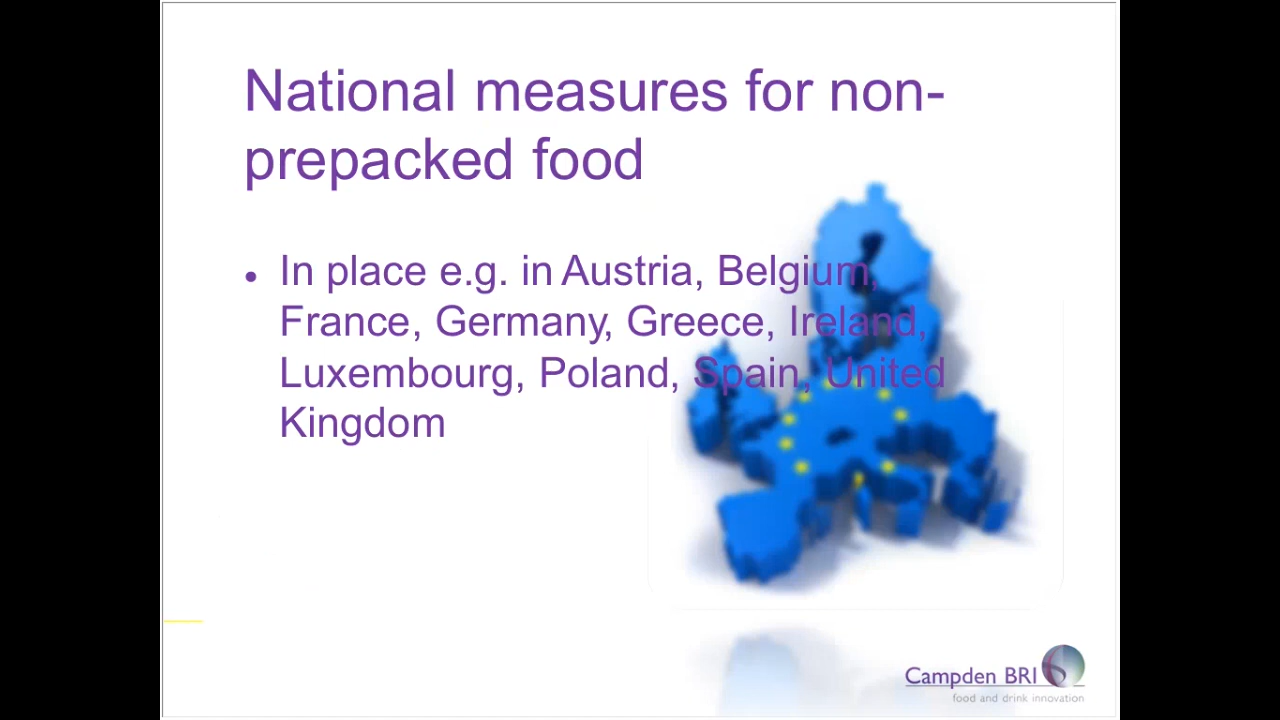 National measures for non-
prepacked food
• In place e.g. in Austria, Belgium,
France, Germany, Greece, Ireland,
Luxembourg, Poland, Spain, United
Kingdom
Campden BRI
food and drink innovation